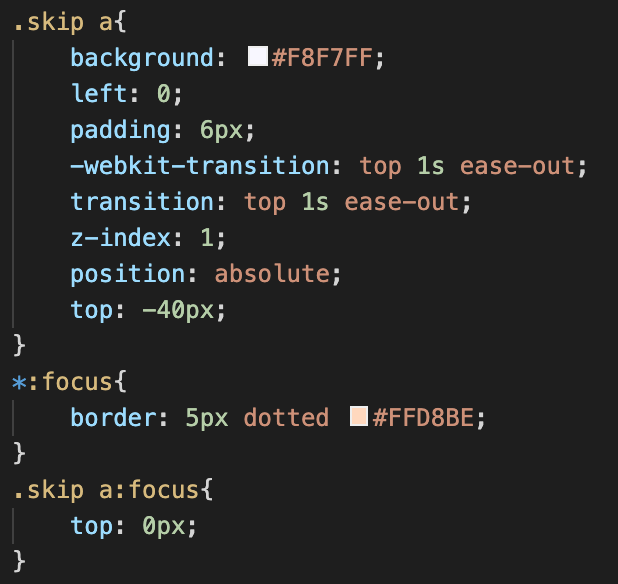 .skip a{
    background: #F8F7FF;
    left: 0;
    padding: 6px;
    -webkit-transition: top 1s ease-out;
    transition: top 1s ease-out;
    z-index: 1;
    position: absolute;
    top: -40px;
}
*:focus{
    border: 5px dotted #FFD8BE;
}
.skip a:focus{
    top: 0px;
}